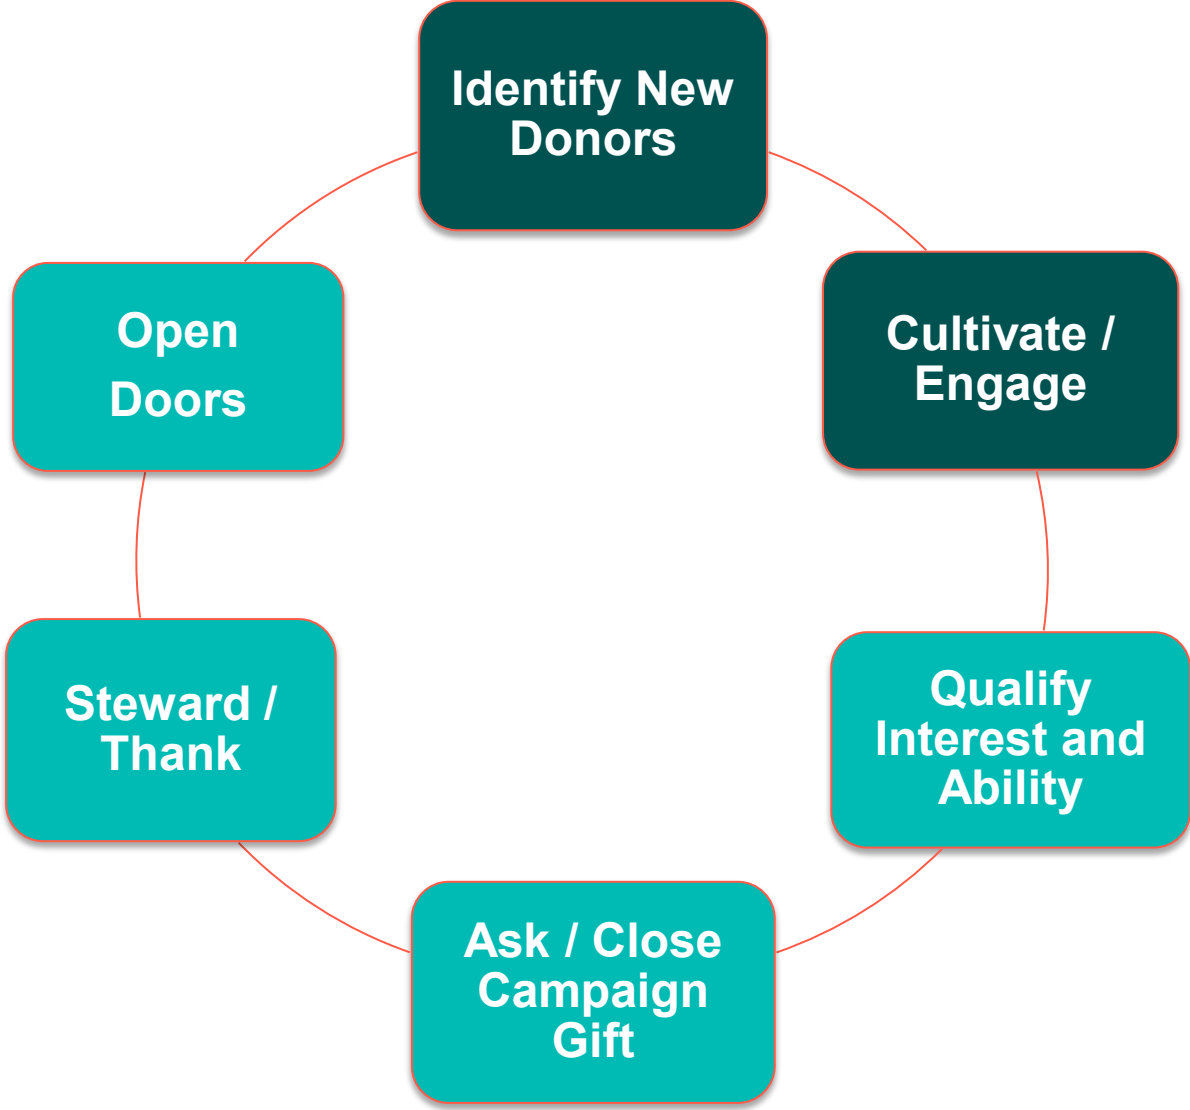 Identify New
Donors
Cultivate /
Engage
Qualify
Interest and
Ability
Ask / Close
Campaign
Gift
Steward /
Thank
Open
Doors